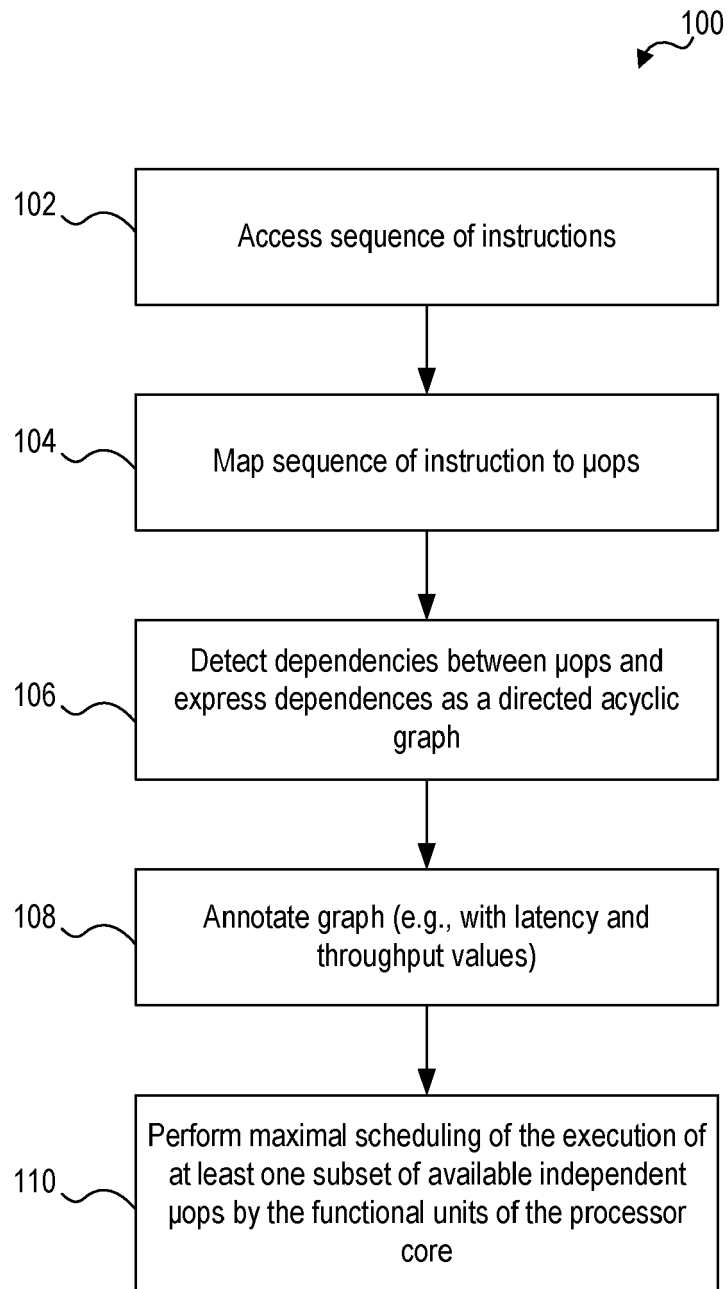 100
102
Access sequence of instructions
104
Map sequence of instruction to µops
106
Detect dependencies between µops and
express dependences as a directed acyclic
graph
108
Annotate graph (e.g., with latency and
throughput values)
110
Perform maximal scheduling of the execution of
at least one subset of available independent
µops by the functional units of the processor
core